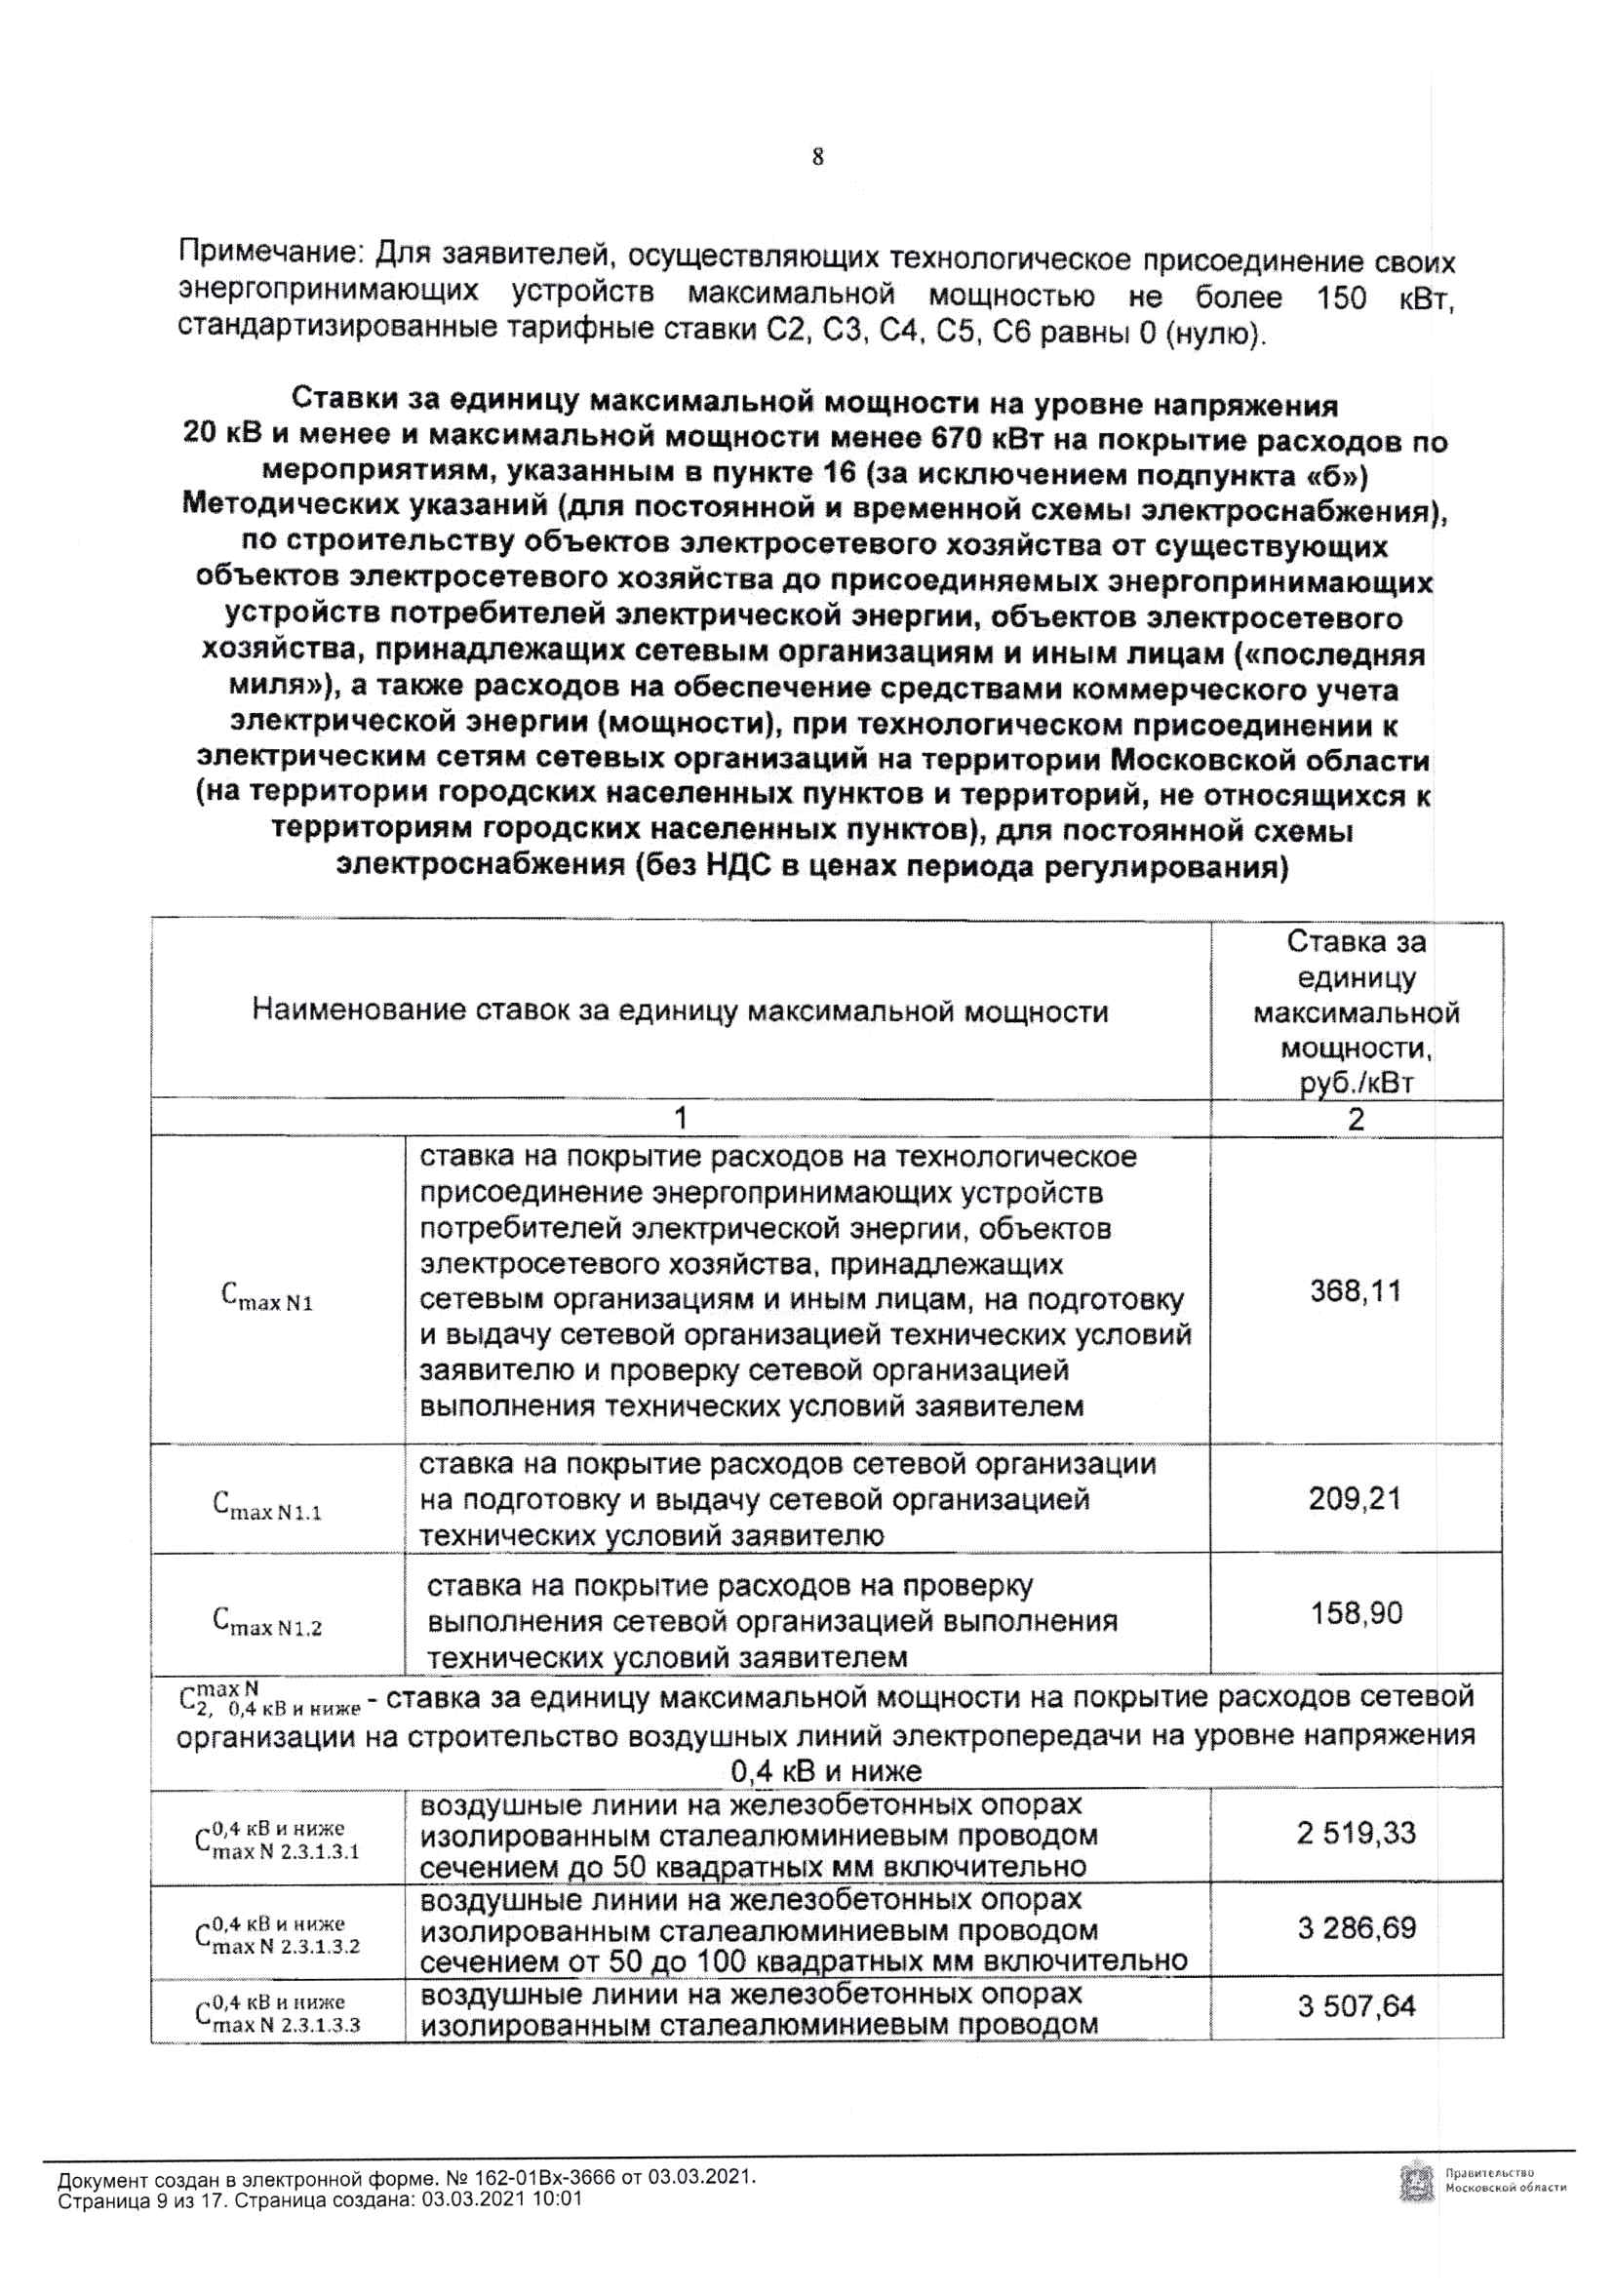 8
Примечание: Для заявителей, осуществляющих технологическое присоединение своих
энергопринимающих устройств максимальной мощностью не более 150 кВт,
стандартизированные тарифные ставки С2, С3, С4, С5, С6 равны 0 (нулю).
Ставки за единицу максимальной мощности на уровне напряжения
20 кВ и менее и максимальной мощности менее 670 кВт на покрытие расходов по
мероприятиям, указанным в пункте 16 (за исключением подпункта «б»)
Методических указаний (для постоянной и временной схемы электроснабжения),
по строительству объектов электросетевого хозяйства от существующих
объектов электросетевого хозяйства до присоединяемых энергопринимающих
устройств потребителей электрической энергии, объектов электросетевого
хозяйства, принадлежащих сетевым организациям и иным лицам («последняя
миля»), а также расходов на обеспечение средствами коммерческого учета
электрической энергии (мощности), при технологическом присоединении к
электрическим сетям сетевых организаций на территории Московской области
(на территории городских населенных пунктов и территорий, не относящихся к
территориям городских населенных пунктов), для постоянной схемы
электроснабжения (без НДС в ценах периода регулирования)
Наименование ставок за единицу максимальной мощности
Ставка за
единицу
максимальной
мощности,
руб./кВт
1
2
C max N1
ставка на покрытие расходов на технологическое
присоединение энергопринимающих устройств
потребителей электрической энергии, объектов
электросетевого хозяйства, принадлежащих
сетевым организациям и иным лицам, на подготовку
и выдачу сетевой организацией технических условий
заявителю и проверку сетевой организацией
выполнения технических условий заявителем
368,11
C max N1.1
ставка на покрытие расходов сетевой организации
на подготовку и выдачу сетевой организацией
технических условий заявителю
209,21
C max N1.2
ставка на покрытие расходов на проверку
выполнения сетевой организацией выполнения
технических условий заявителем
158,90
C max N 2, 0,4 кВ и ниже - ставка за единицу максимальной мощности на покрытие расходов сетевой
организации на строительство воздушных линий электропередачи на уровне напряжения
0,4 кВ и ниже
C 0,4 кВ и ниже max N 2.3.1.3.1
воздушные линии на железобетонных опорах
изолированным сталеалюминиевым проводом
сечением до 50 квадратных мм включительно
2 519,33
C 0,4 кВ и ниже max N 2.3.1.3.2
воздушные линии на железобетонных опорах
изолированным сталеалюминиевым проводом
сечением от 50 до 100 квадратных мм включительно
3 286,69
C 0,4 кВ и ниже max N 2.3.1.3.3
воздушные линии на железобетонных опорах
изолированным сталеалюминиевым проводом
3 507,64
Документ создан в электронной форме. № 162-01Вх-3666 от 03.03.2021.
Страница 9 из 17. Страница создана: 03.03.2021 10:01
Правительство
Московской области